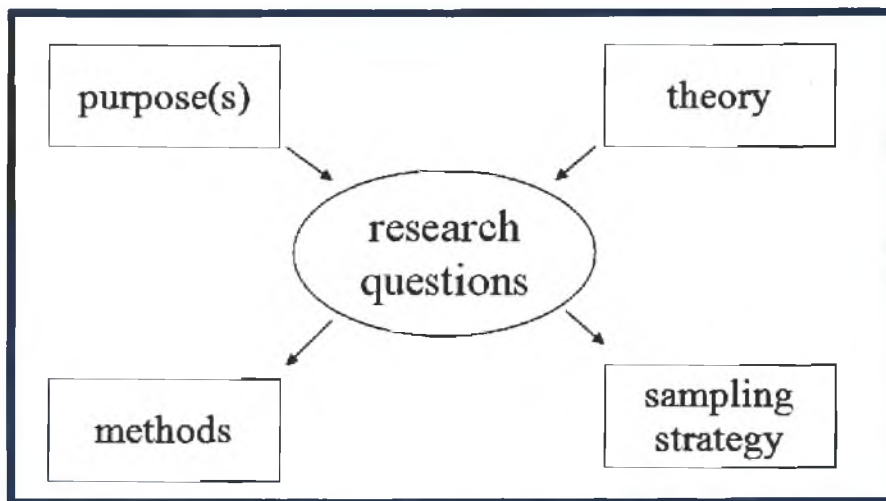 purpose(s)
theory
research
questions
methods
sampling
strategy